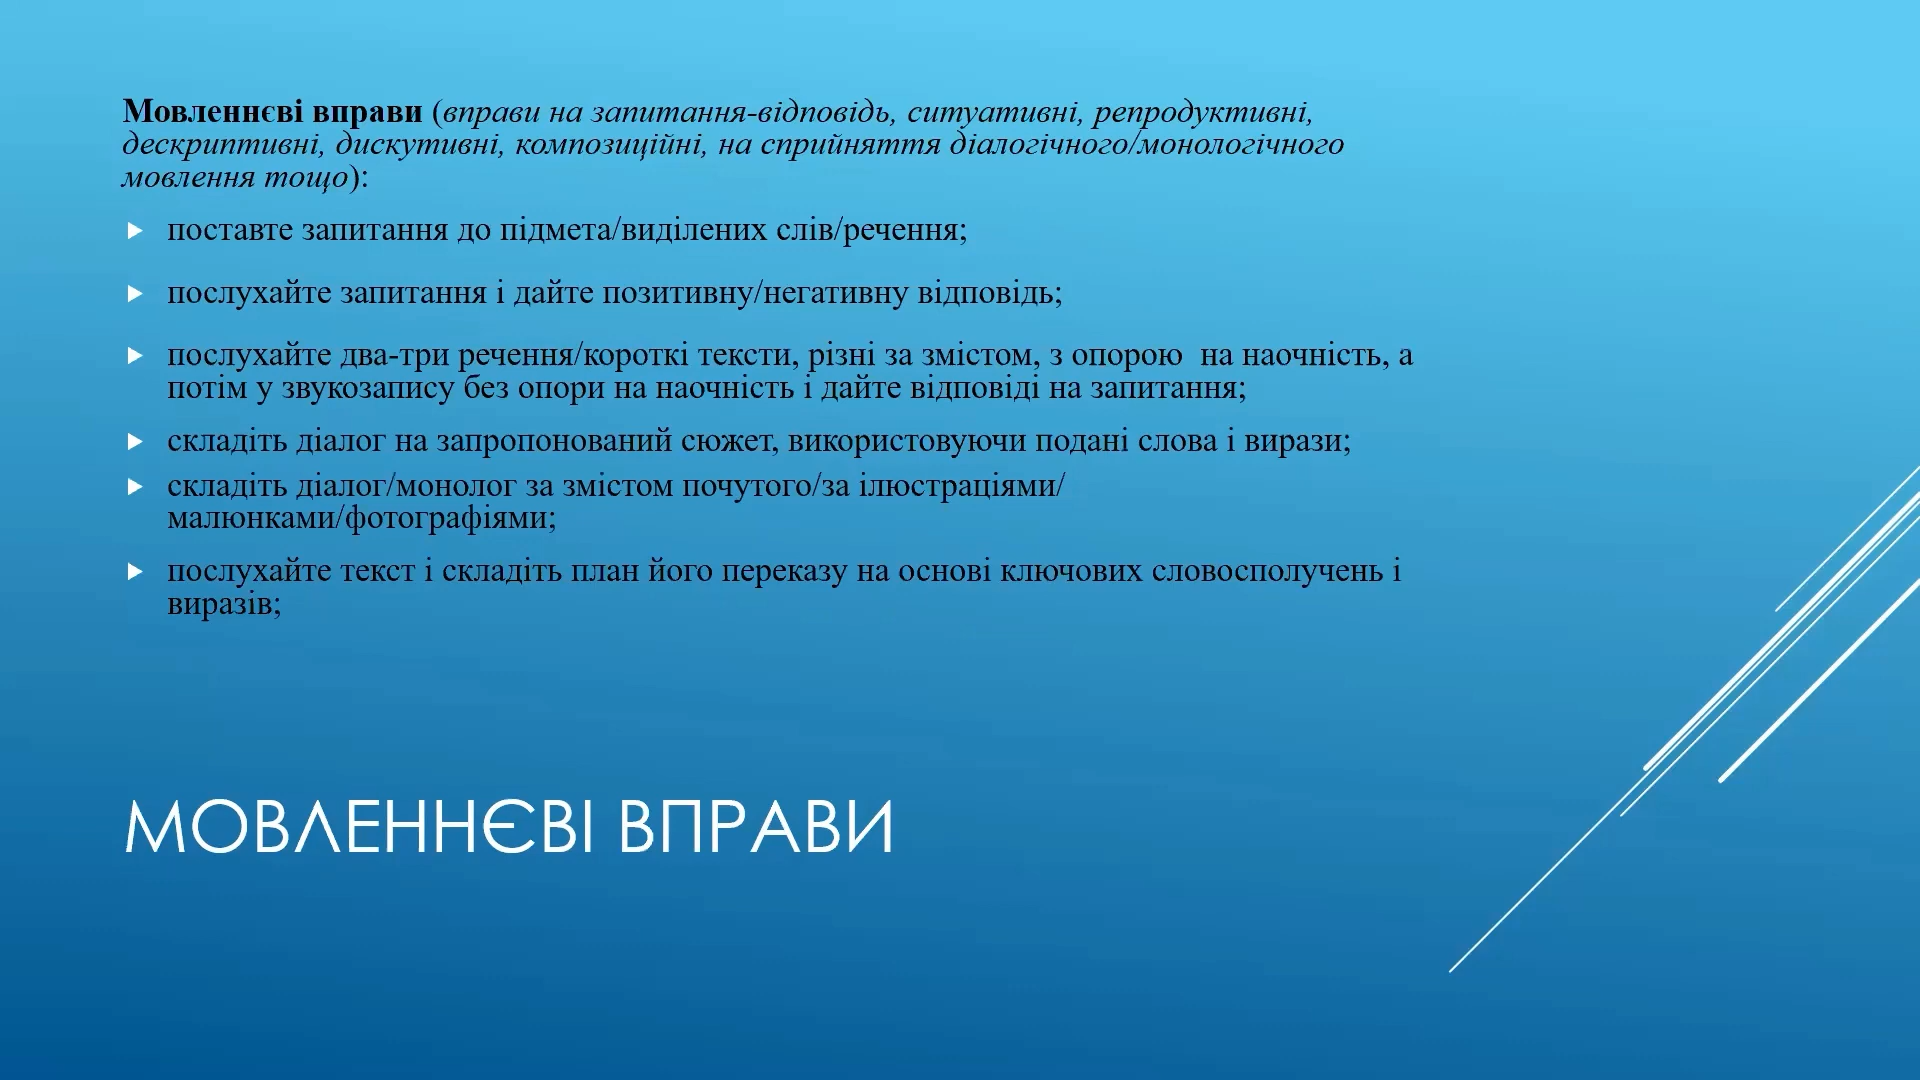 Мовленнєві вправи (вправи на запитання-відповідь, ситуативні, репродуктивні,
дескриптивні, дискутивні, композиційні, на сприйняття діалогічного/монологічного
мовлення тощо):
поставте запитання до підмета/виділених слів/речення;
послухайте запитання і дайте позитивну/негативну відповідь;
послухайте два-три речення/короткі тексти, різні за змістом, з опорою  на наочність, а
потім у звукозапису без опори на наочність і дайте відповіді на запитання;
складіть діалог на запропонований сюжет, використовуючи подані слова і вирази;
складіть діалог/монолог за змістом почутого/за ілюстраціями/
малюнками/фотографіями;
послухайте текст і складіть план його переказу на основі ключових словосполучень і
виразів;
МОВЛЕННЄВІ ВПРАВИ